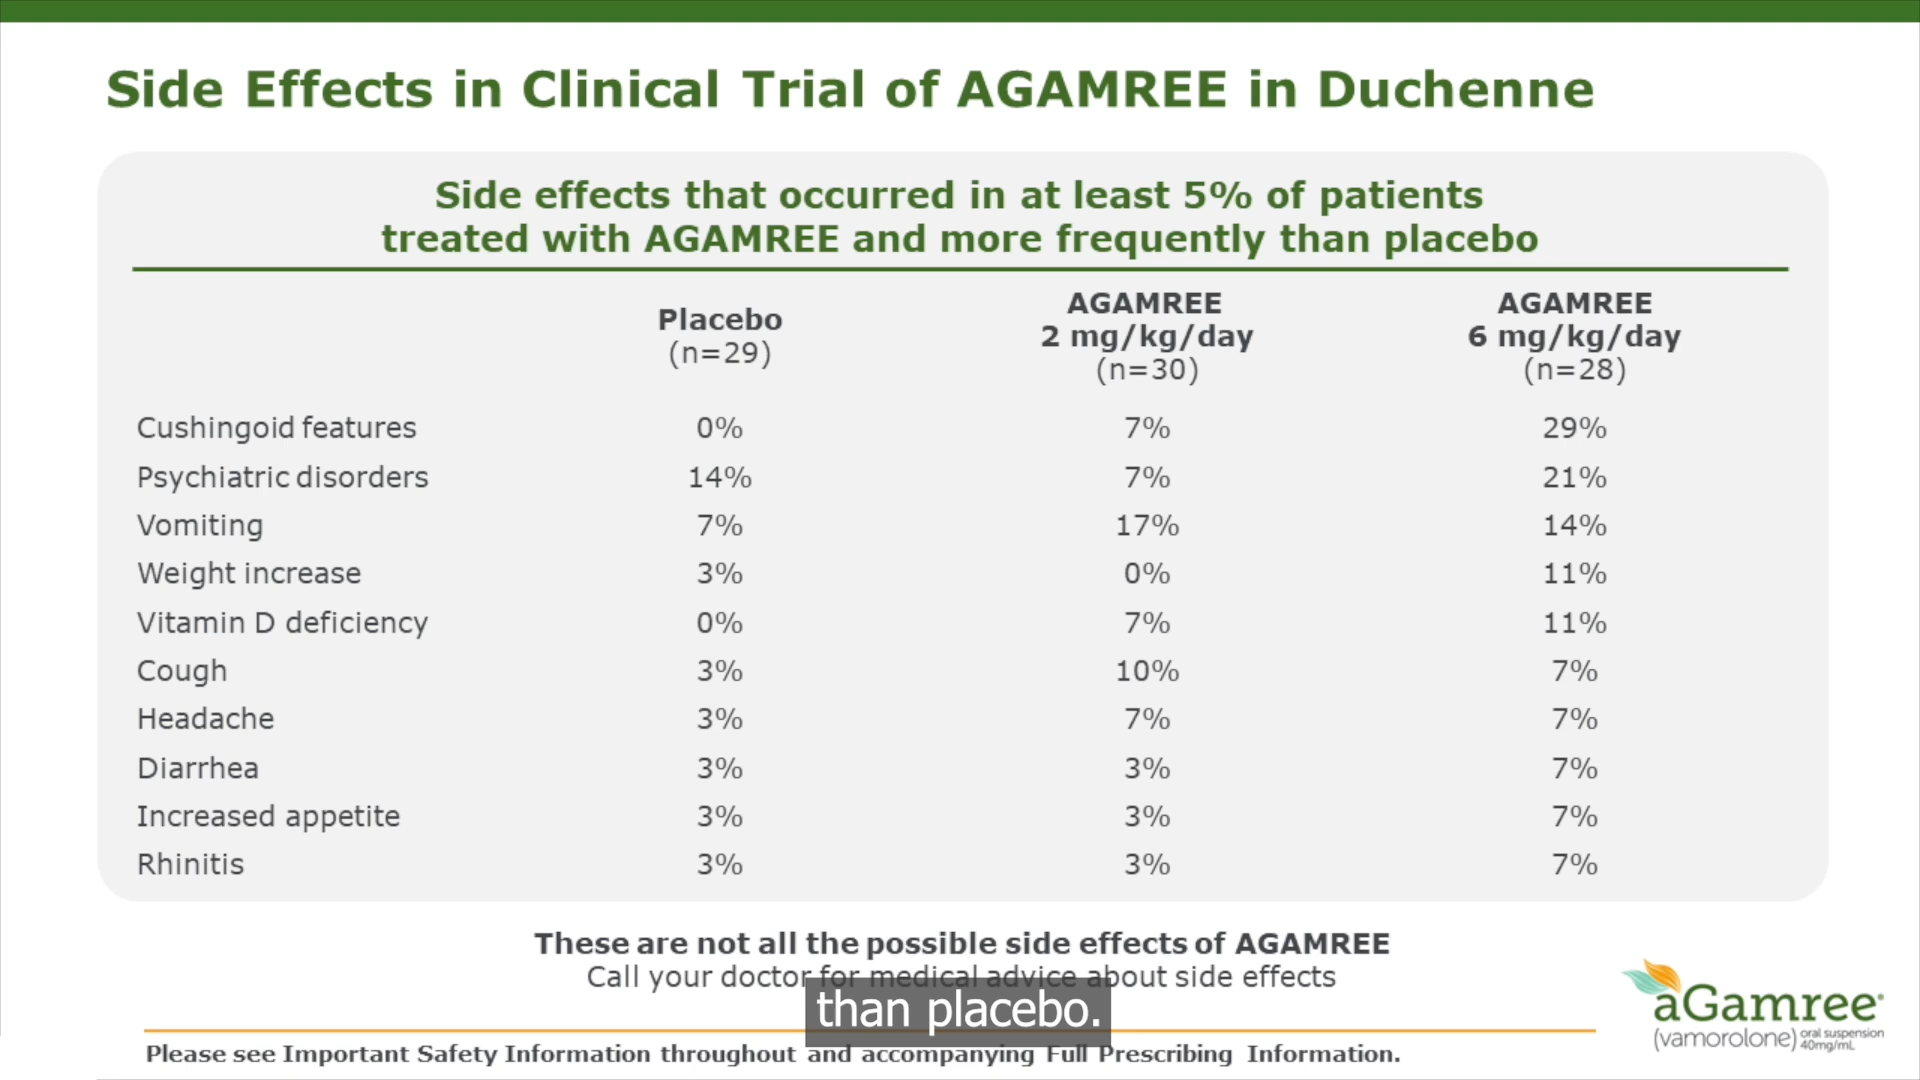 Side Effects in Clinical Trial of AGAMREE in Duchenne
Side effects that occurred in at least 5% of patients
treated with AGAMREE and more frequently than placebo
Placebo (n=29) AGAMREE 2 mg/kg/day (n=30) AGAMREE 6 mg/kg/day (n=28)
Cushingoid features 0% 7% 29%
Psychiatric disorders 14% 7% 21%
Vomiting 7% 17% 14%
Weight increase 3% 0% 11%
Vitamin D deficiency 0% 7% 11%
Cough 3% 10% 7%
Headache 3% 7% 7%
Diarrhea 3% 3% 7%
Increased appetite 3% 3% 7%
Rhinitis 3% 3% 7%
These are not all the possible side effects of AGAMREE
Call your doctor for medical advice about side effects
than placebo.
Please see Important Safety Information throughout and accompanying Full Prescribing Information.
aGamree®
(vamorolone) oral suspension 40mg/mL